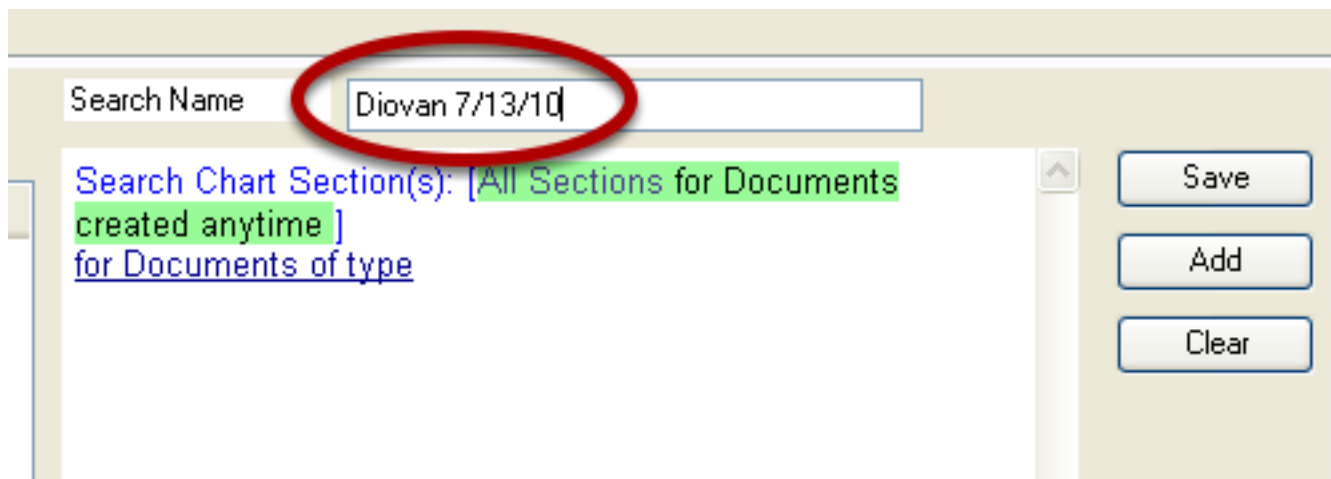 Search Name
Diovan 7/13/10
Search Chart Section(s): [All Sections for Documents
created anytime ]
for Documents of type
Save
Add
Clear